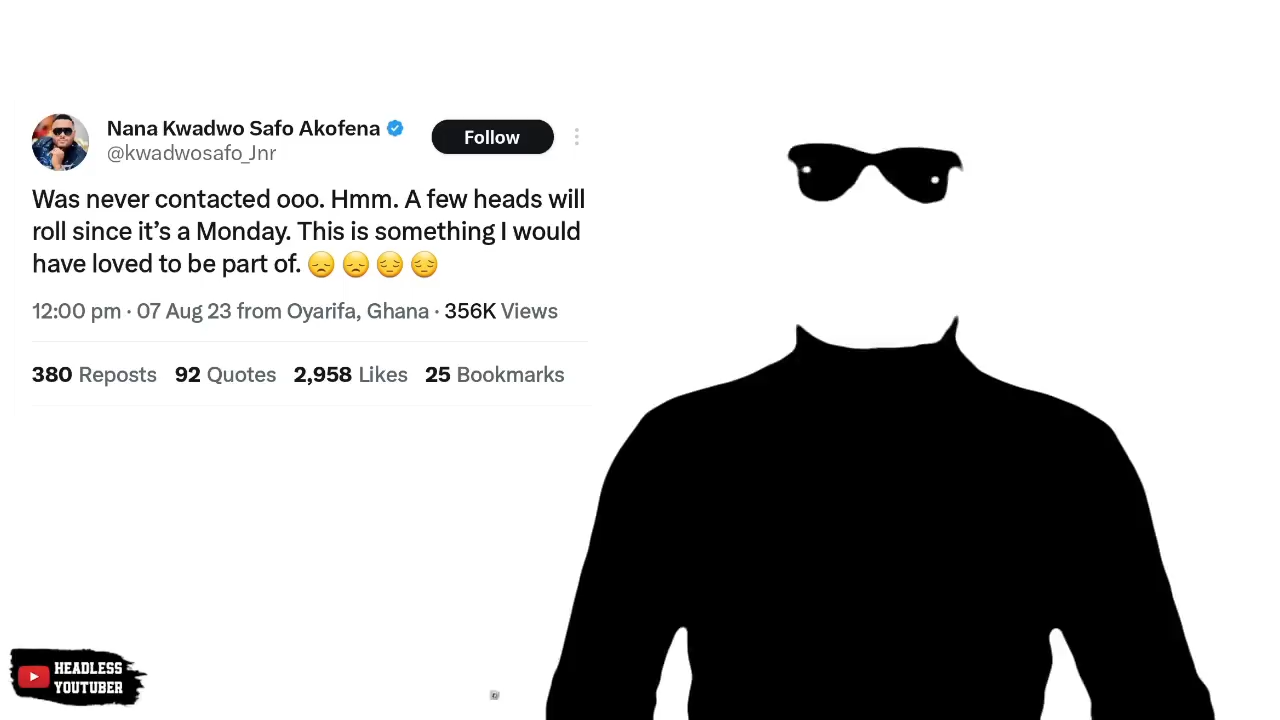 Nana Kwadwo Safo Akofena
@kwadwosafo_Jnr
Follow
Was never contacted ooo. Hmm. A few heads will
roll since it’s a Monday. This is something I would
have loved to be part of. 😞 😞 😔 😔
12:00 pm · 07 Aug 23 from Oyarifa, Ghana · 356K Views
380 Reposts 92 Quotes 2,958 Likes 25 Bookmarks
HEADLESS
YOUTUBER